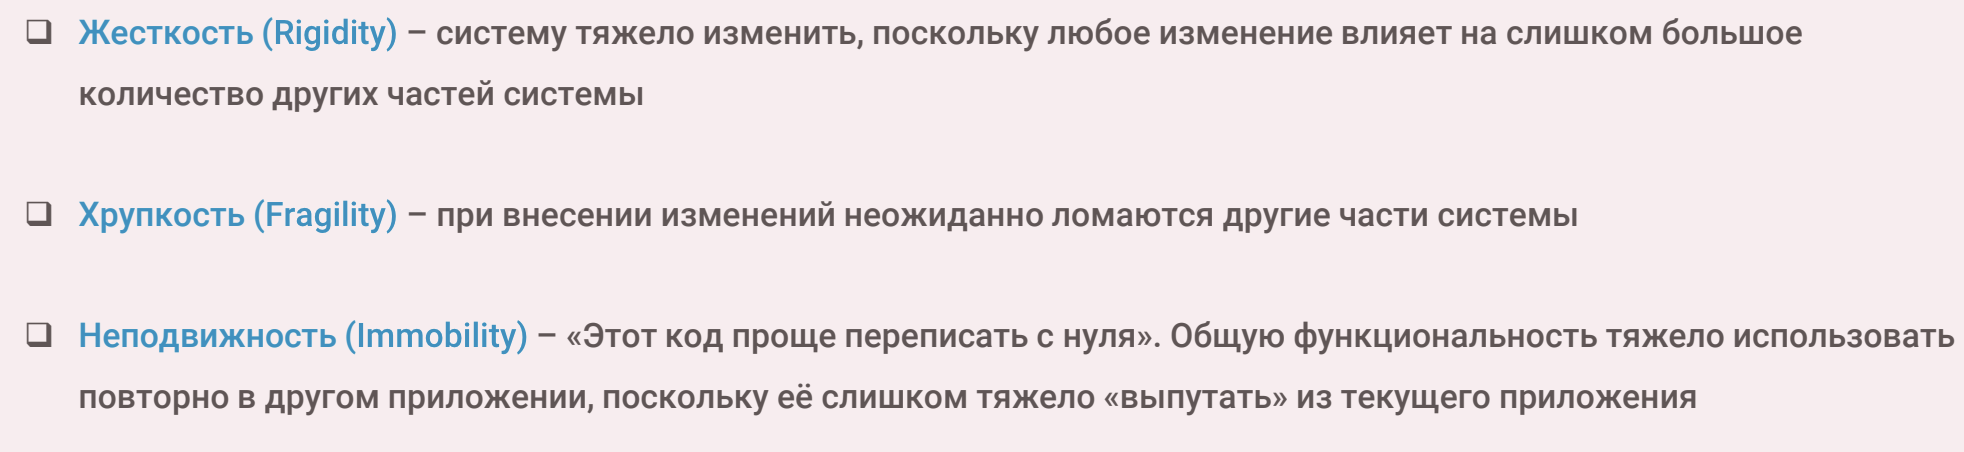 Жесткость (Rigidity) – систему тяжело изменить, поскольку любое изменение влияет на слишком большое
количество других частей системы
Хрупкость (Fragility) – при внесении изменений неожиданно ломаются другие части системы
Неподвижность (Immobility) – «Этот код проще переписать с нуля». Общую функциональность тяжело использовать
повторно в другом приложении, поскольку её слишком тяжело «выпутать» из текущего приложения